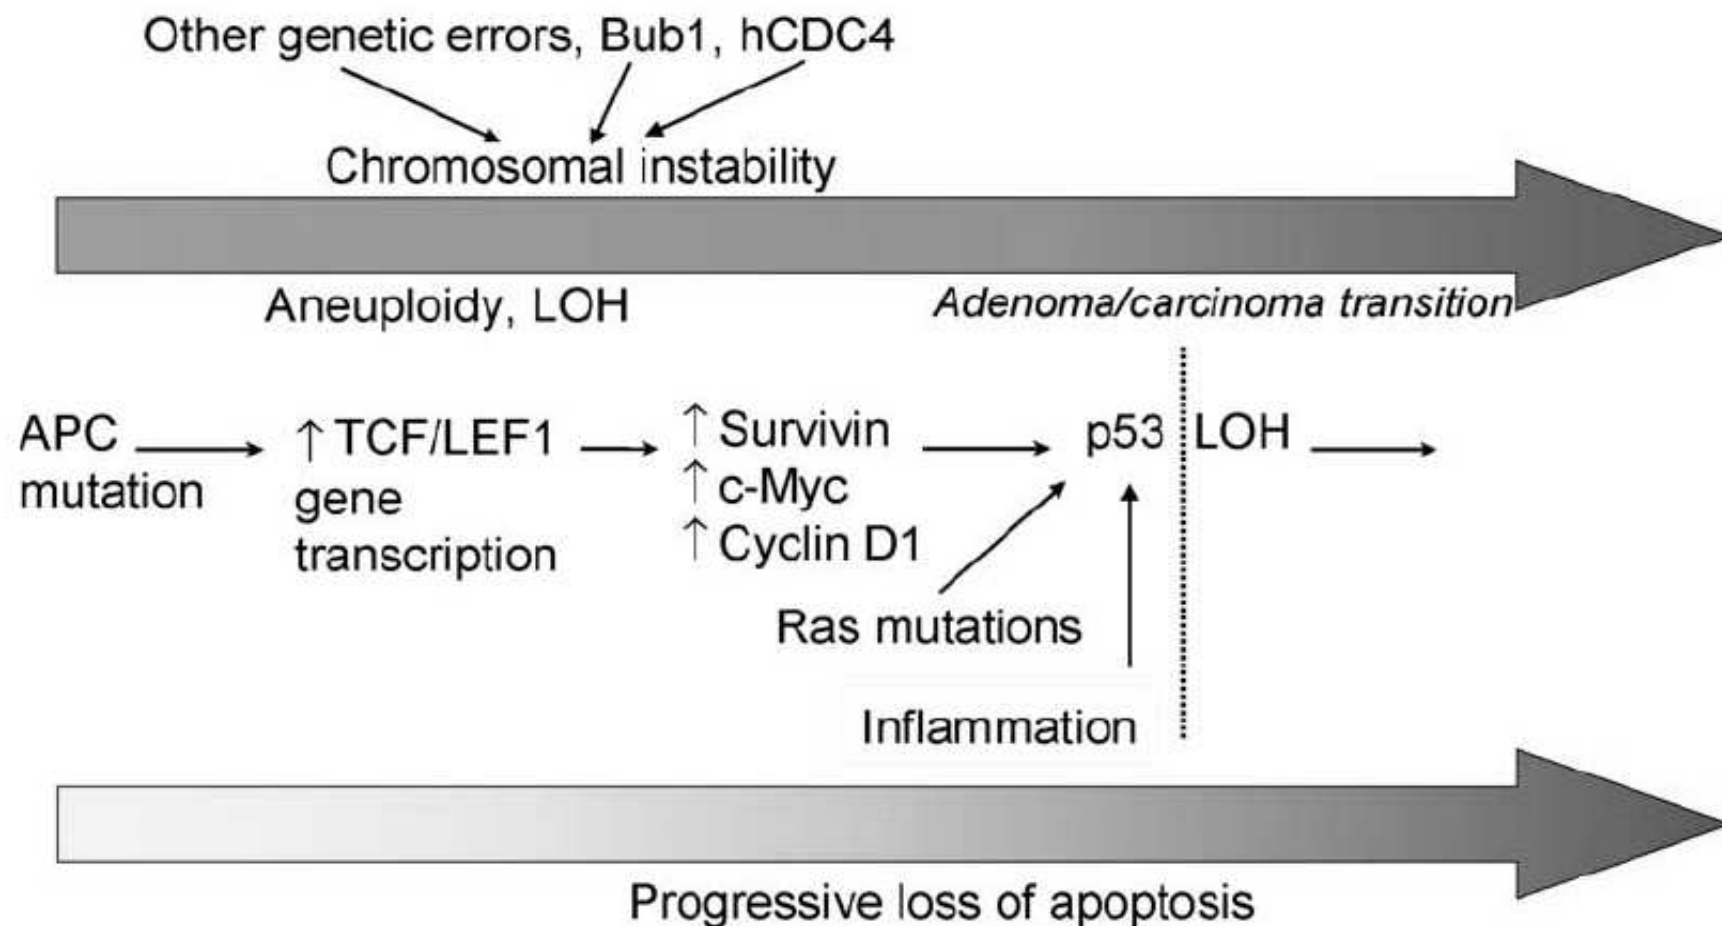 Other genetic errors, Bub1, hCDC4
Chromosomal instability
Aneuploidy, LOH
Adenoma/carcinoma transition
APC
mutation
↑ TCF/LEF1
gene
transcription
↑ Survivin
↑ c-Myc
↑ Cyclin D1
p53
LOH
Ras mutations
Inflammation
Progressive loss of apoptosis